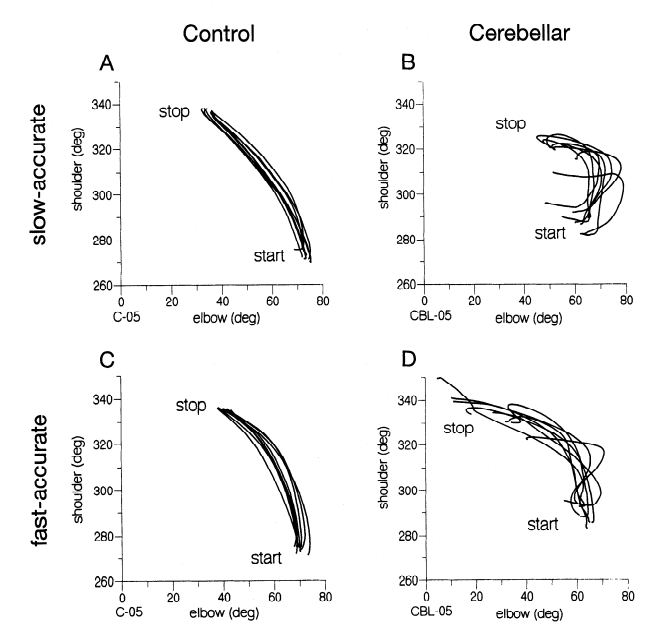 Control
Cerebellar
slow-accurate
fast-accurate
A
shoulder (deg)
340
320
300
280
260
stop
start
0 20 40 60 80
C-05 elbow (deg)
B
shoulder (deg)
340
320
300
280
260
stop
start
0 20 40 60 80
CBL-05 elbow (deg)
C
shoulder (deg)
340
320
300
280
260
stop
start
0 20 40 60 80
C-05 elbow (deg)
D
shoulder (deg)
340
320
300
280
260
stop
start
0 20 40 60 80
CBL-05 elbow (deg)